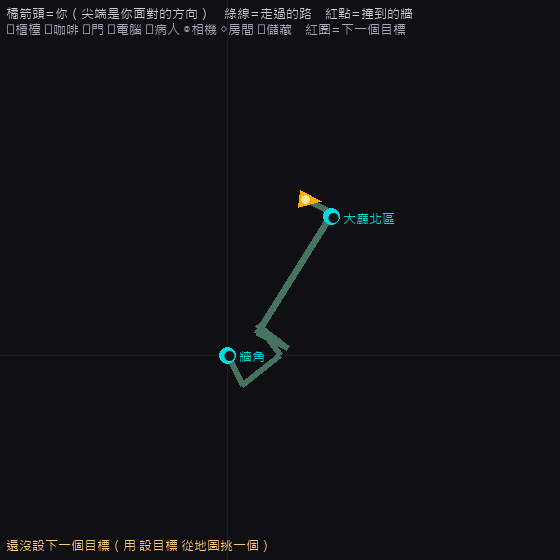 橘箭頭=你（尖端是你面對的方向） 綠線=走過的路 紅點=撞到的牆
▯櫃檯 ▯咖啡 ▯門 ▯電腦 ▯病人 ◉相機 ◇房間 ▯儲藏 紅圈=下一個目標
大廳北區
牆角
還沒設下一個目標（用 設目標 從地圖挑一個）